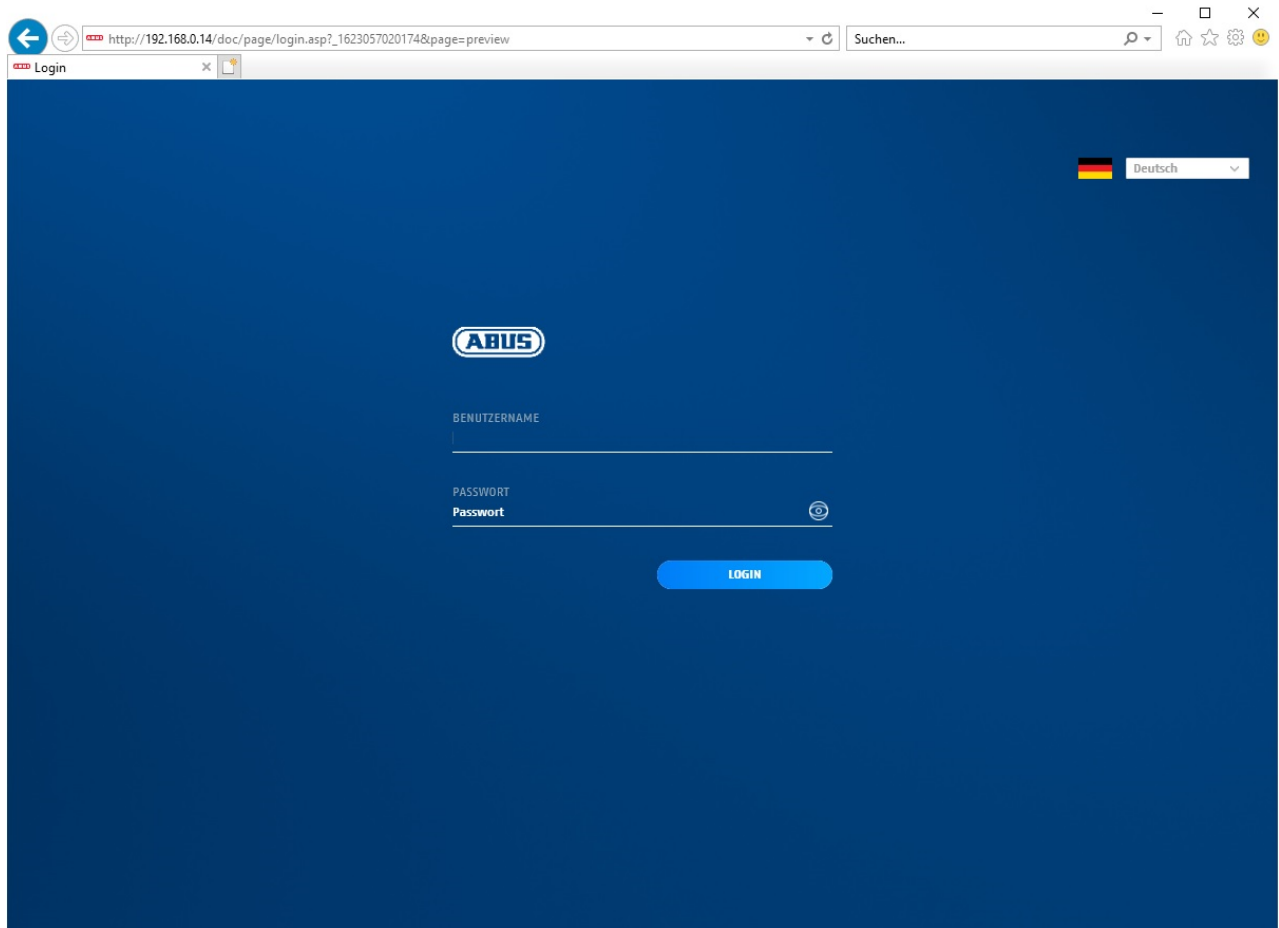 http://192.168.0.14/doc/page/login.asp?_1623057020174&page=preview
Suchen...
Login
Deutsch
ABUS
BENUTZERNAME
PASSWORT
Passwort
LOGIN